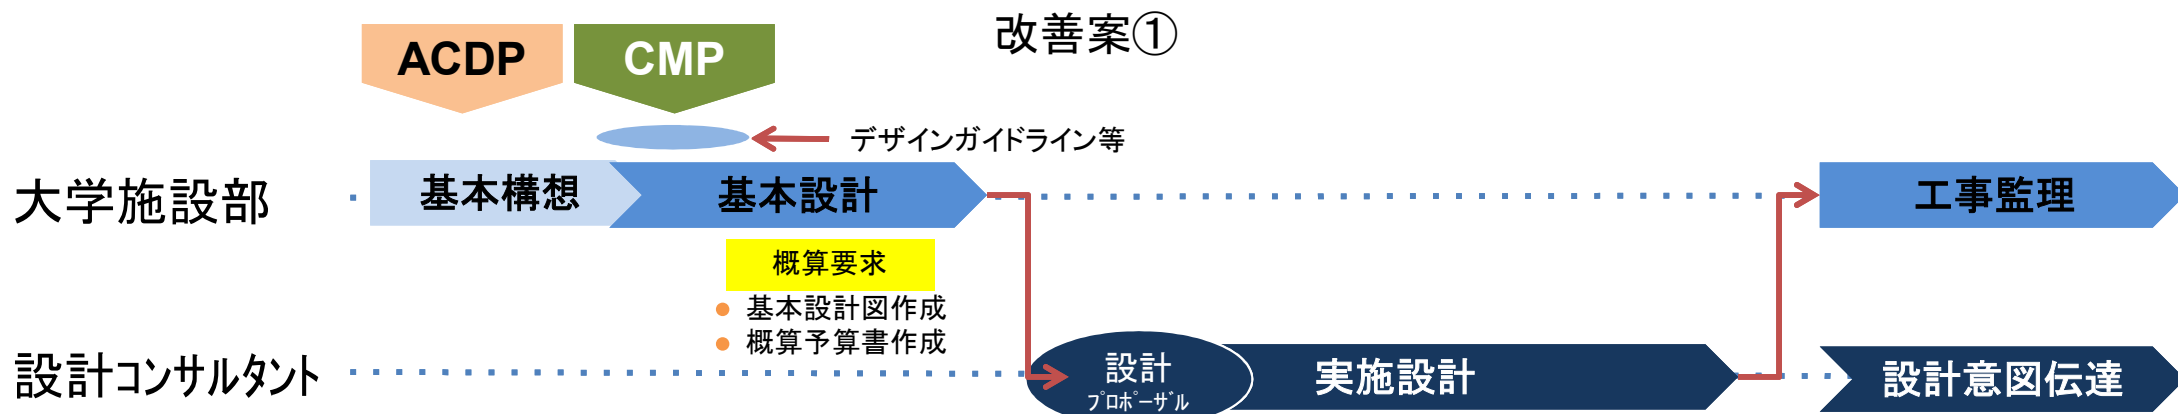 改善案①
ACDP
CMP
デザインガイドライン等
大学施設部
基本構想
基本設計
工事監理
概算要求
● 基本設計図作成
● 概算予算書作成
設計コンサルタント
設計
プロポーザル
実施設計
設計意図伝達